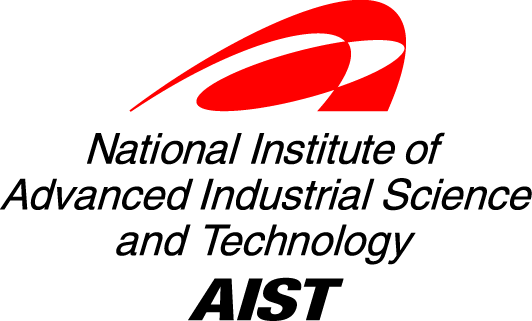 National Institute of
Advanced Industrial Science
and Technology
AIST